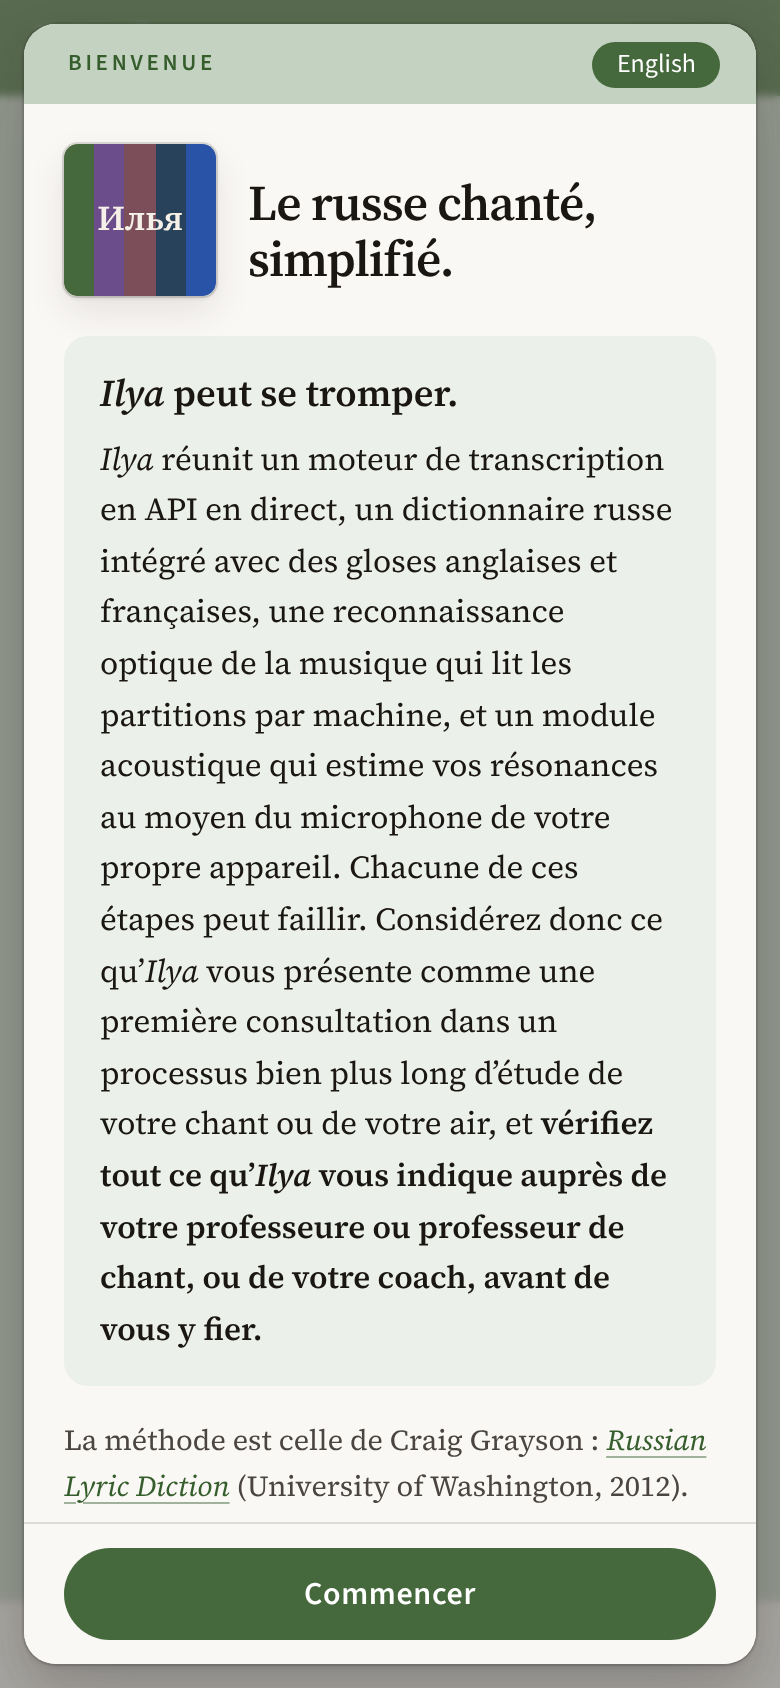 BIENVENUE
English
Илья
Le russe chanté,
simplifié.
Ilya peut se tromper.
Ilya réunit un moteur de transcription
en API en direct, un dictionnaire russe
intégré avec des gloses anglaises et
françaises, une reconnaissance
optique de la musique qui lit les
partitions par machine, et un module
acoustique qui estime vos résonances
au moyen du microphone de votre
propre appareil. Chacune de ces
étapes peut faillir. Considérez donc ce
qu’Ilya vous présente comme une
première consultation dans un
processus bien plus long d’étude de
votre chant ou de votre air, et vérifiez
tout ce qu’Ilya vous indique auprès de
votre professeure ou professeur de
chant, ou de votre coach, avant de
vous y fier.
La méthode est celle de Craig Grayson : Russian
Lyric Diction (University of Washington, 2012).
Commencer